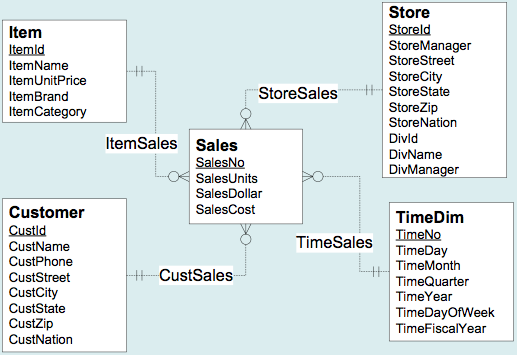 Item
ItemId
ItemName
ItemUnitPrice
ItemBrand
ItemCategory
Store
StoreId
StoreManager
StoreStreet
StoreCity
StoreState
StoreZip
StoreNation
DivId
DivName
DivManager
StoreSales
ItemSales
Sales
SalesNo
SalesUnits
SalesDollar
SalesCost
Customer
CustId
CustName
CustPhone
CustStreet
CustCity
CustState
CustZip
CustNation
CustSales
TimeSales
TimeDim
TimeNo
TimeDay
TimeMonth
TimeQuarter
TimeYear
TimeDayOfWeek
TimeFiscalYear